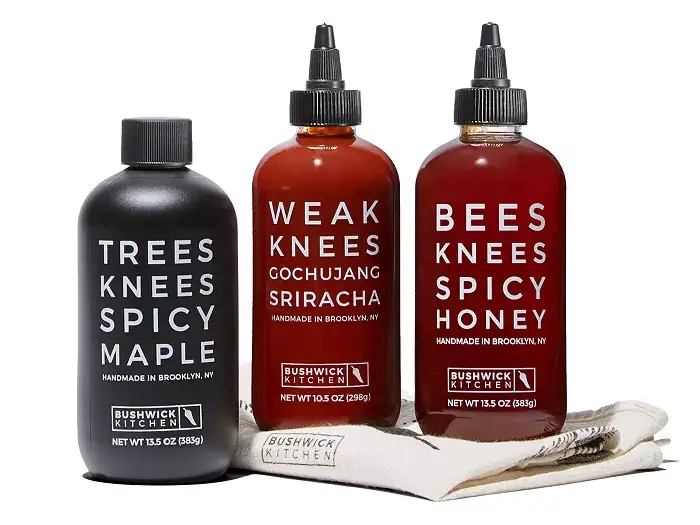 TREES
KNEES
SPICY
MAPLE
HANDMADE IN BROOKLYN, NY
BUSHWICK
KITCHEN
NET WT 13.5 OZ (383g)
WEAK
KNEES
GOCHUJANG
SRIRACHA
HANDMADE IN BROOKLYN, NY
BUSHWICK
KITCHEN
NET WT 10.5 OZ (298g)
BEES
KNEES
SPICY
HONEY
HANDMADE IN BROOKLYN, NY
BUSHWICK
KITCHEN
NET WT 13.5 OZ (383g)
BUSHWICK
KITCHEN